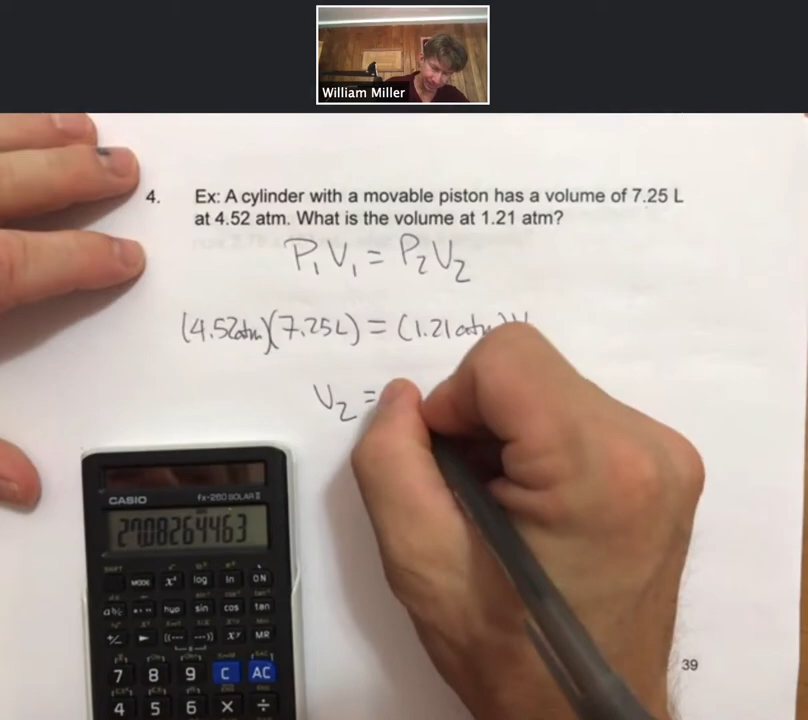 William Miller
4. Ex: A cylinder with a movable piston has a volume of 7.25 L
at 4.52 atm. What is the volume at 1.21 atm?
P₁V₁ = P₂V₂
(4.52atm)(7.25L) = (1.21atm)V
V₂ =
CASIO fx-260 SOLAR II
27.08264463
SHIFT
MODE log ln ON
hyp sin cos tan
+/- ► [(--- ---)] xʸ MR
7 8 9 C AC
4 5 6 × ÷
39